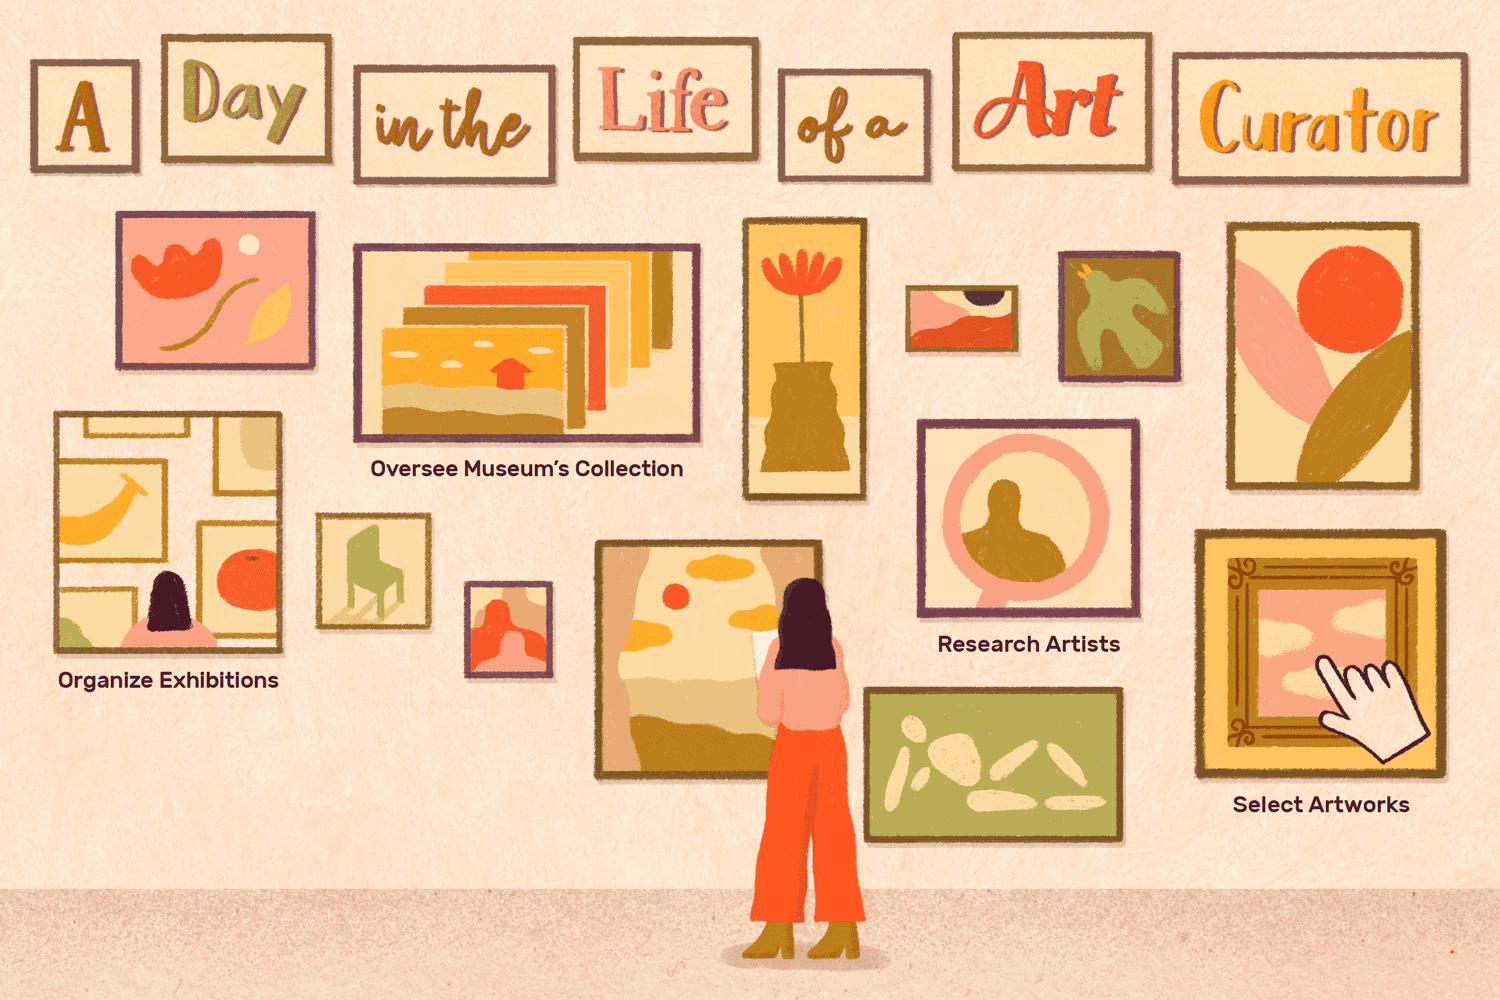 A Day in the Life of a Art Curator
Oversee Museum's Collection
Organize Exhibitions
Research Artists
Select Artworks